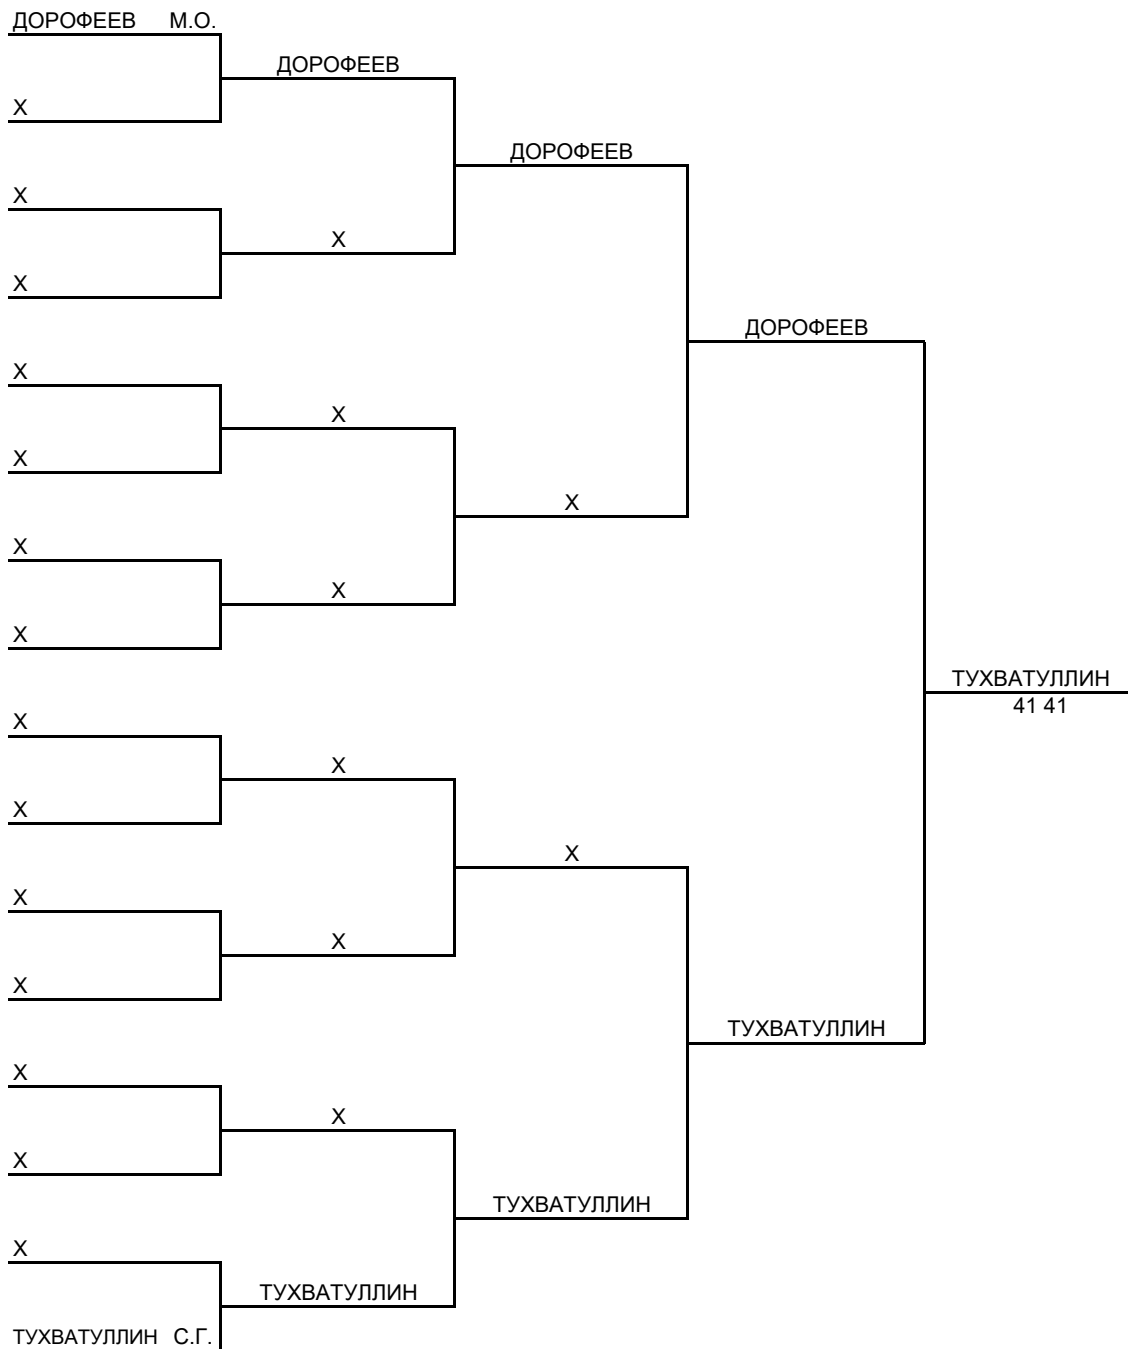 ДОРОФЕЕВ М.О.
ДОРОФЕЕВ
Х
ДОРОФЕЕВ
Х
Х
Х
ДОРОФЕЕВ
Х
Х
Х
Х
Х
Х
Х
ТУХВАТУЛЛИН
41 41
Х
Х
Х
Х
Х
Х
Х
ТУХВАТУЛЛИН
Х
Х
Х
ТУХВАТУЛЛИН
Х
ТУХВАТУЛЛИН
ТУХВАТУЛЛИН С.Г.